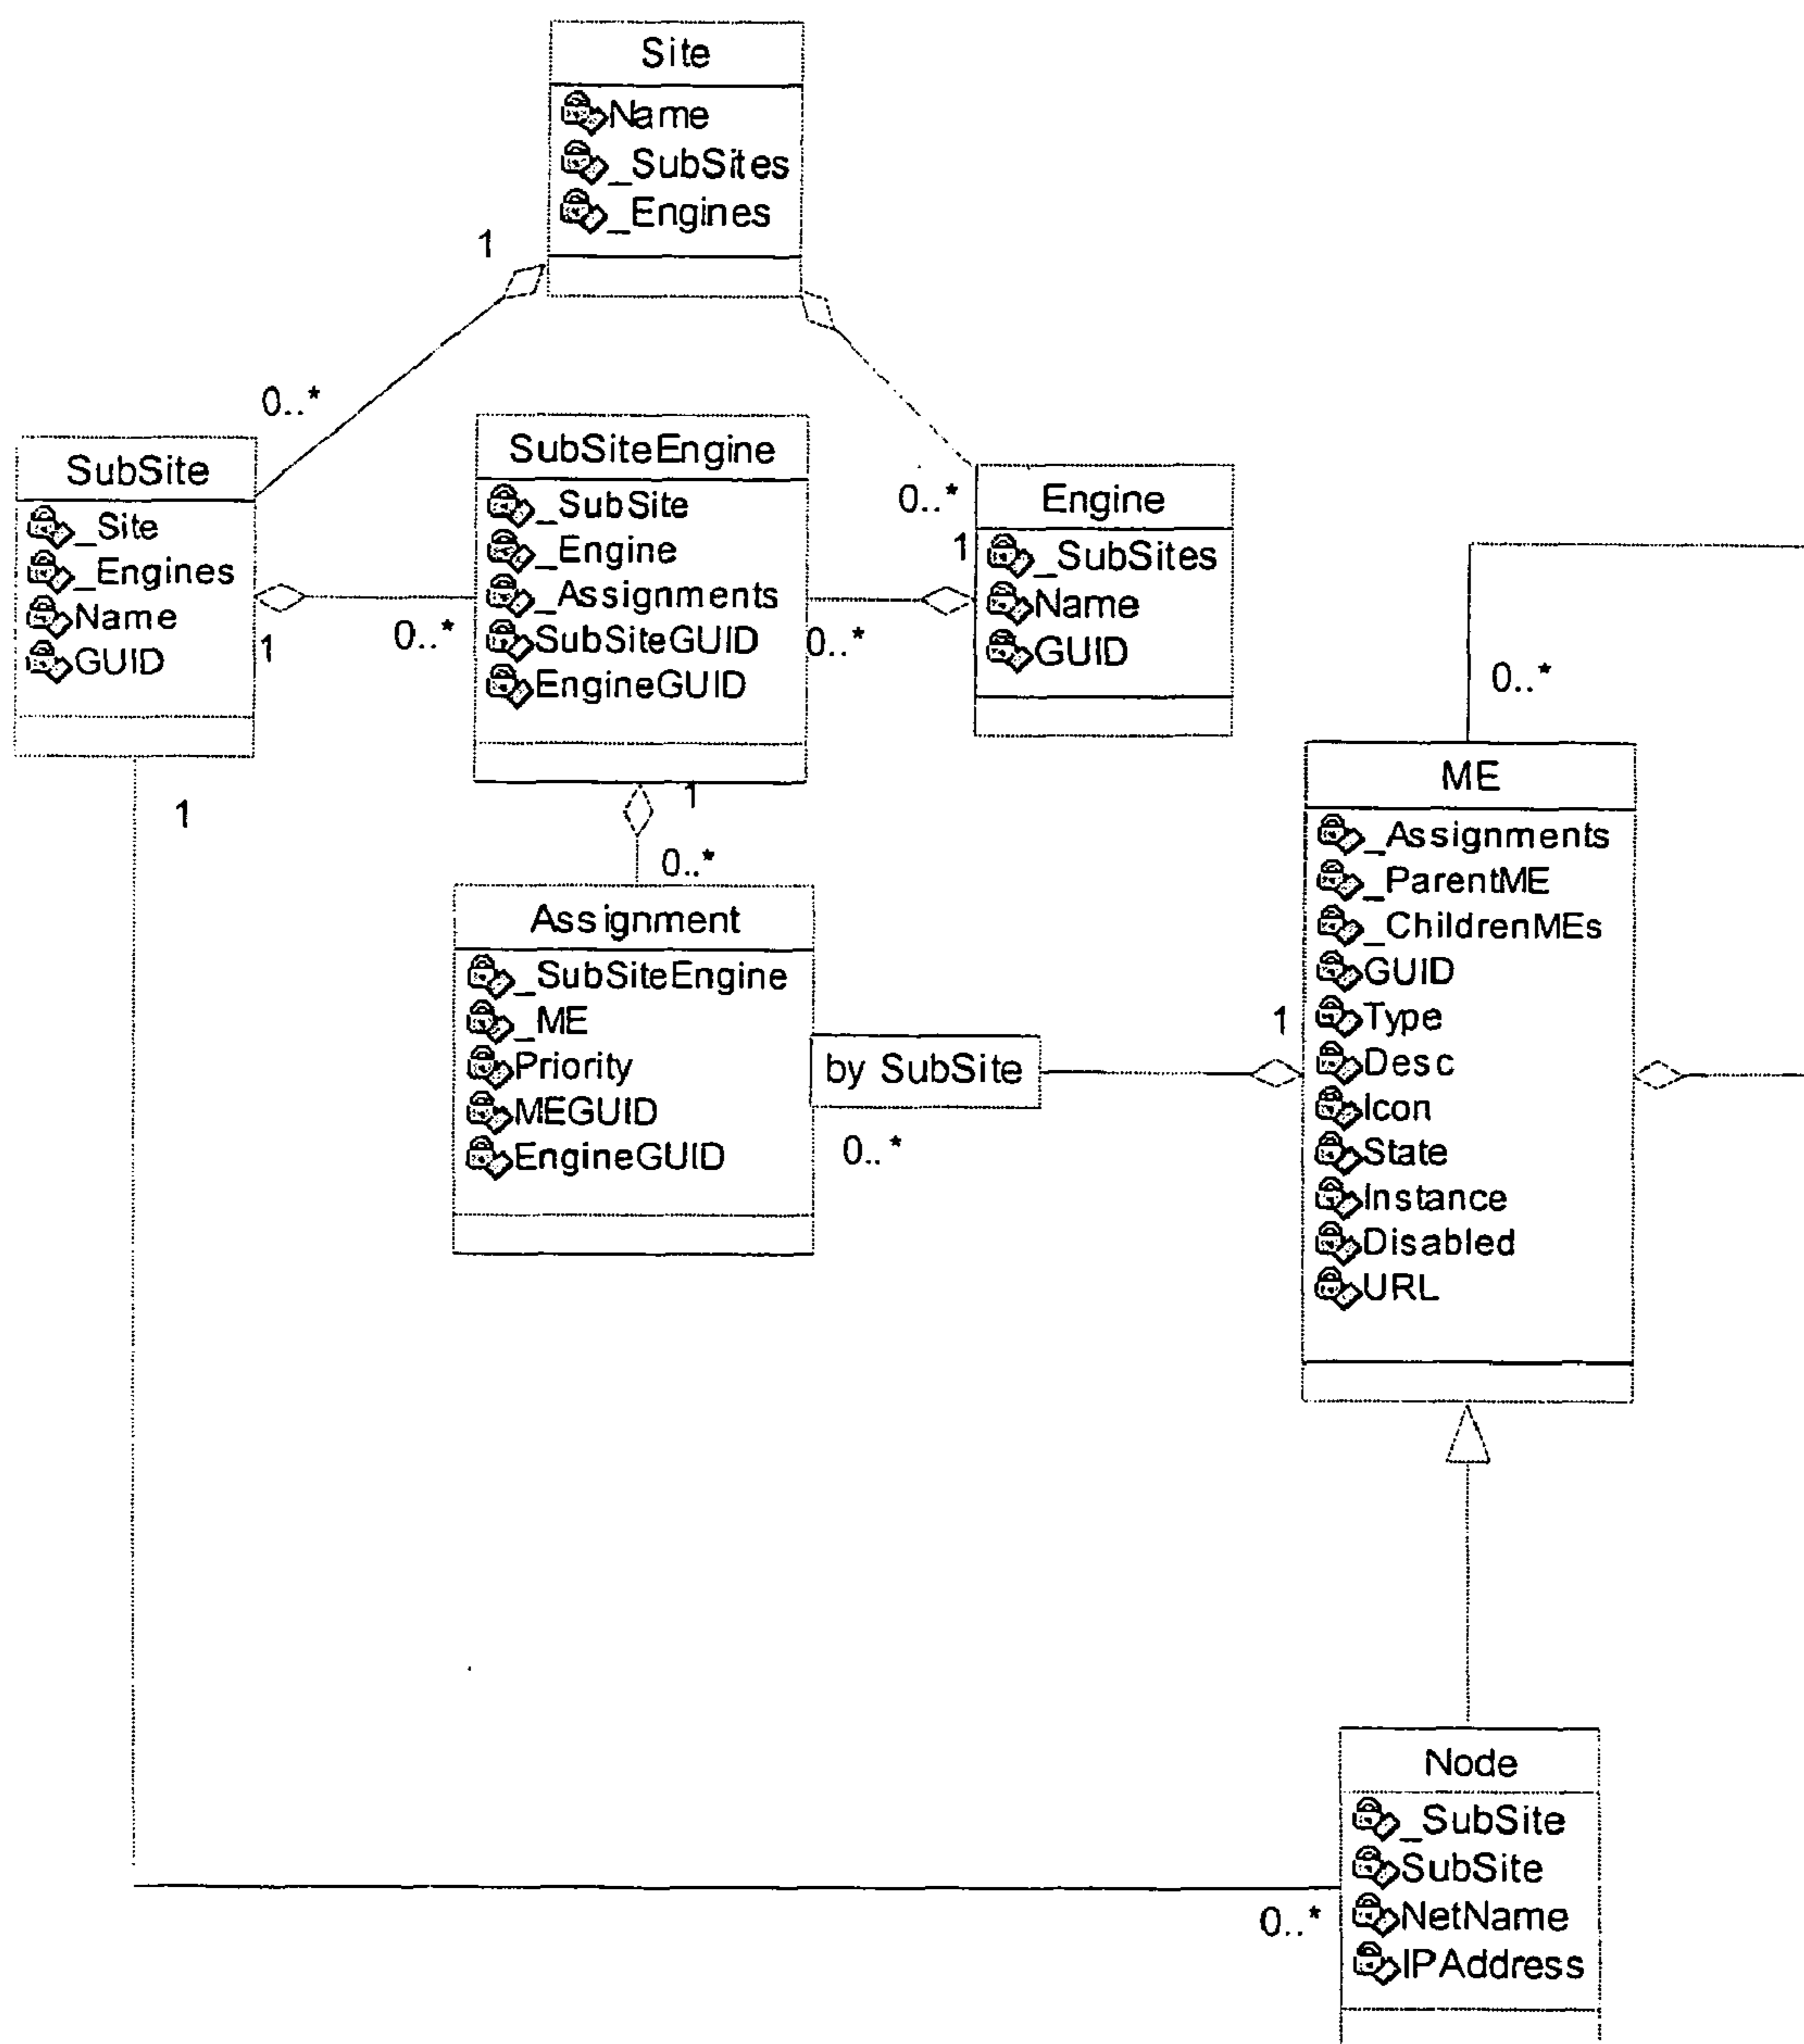 Site
Name
_SubSites
_Engines
1
0..*
SubSite
_Site
_Engines
Name
GUID
1
0..*
SubSiteEngine
_SubSite
_Engine
_Assignments
SubSiteGUID
EngineGUID
0..*
1
0..*
Engine
_SubSites
Name
GUID
1
1
0..*
Assignment
_SubSiteEngine
_ME
Priority
MEGUID
EngineGUID
by SubSite
0..*
1
0..*
ME
_Assignments
_ParentME
_ChildrenMEs
GUID
Type
Desc
Icon
State
Instance
Disabled
URL
Node
_SubSite
SubSite
NetName
IPAddress
0..*